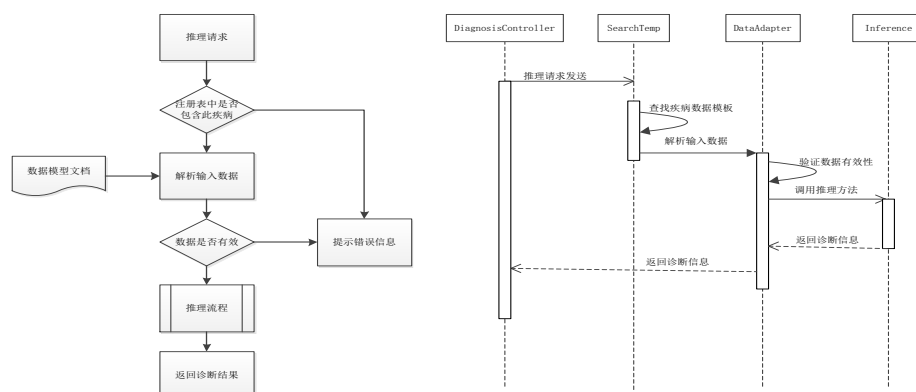 推理请求
注册表中是否
包含此疾病
数据模型文档
解析输入数据
数据是否有效
提示错误信息
推理流程
返回诊断结果
DiagnosisController
SearchTemp
DataAdapter
Inference
推理请求发送
查找疾病数据模板
解析输入数据
验证数据有效性
调用推理方法
返回诊断信息
返回诊断信息